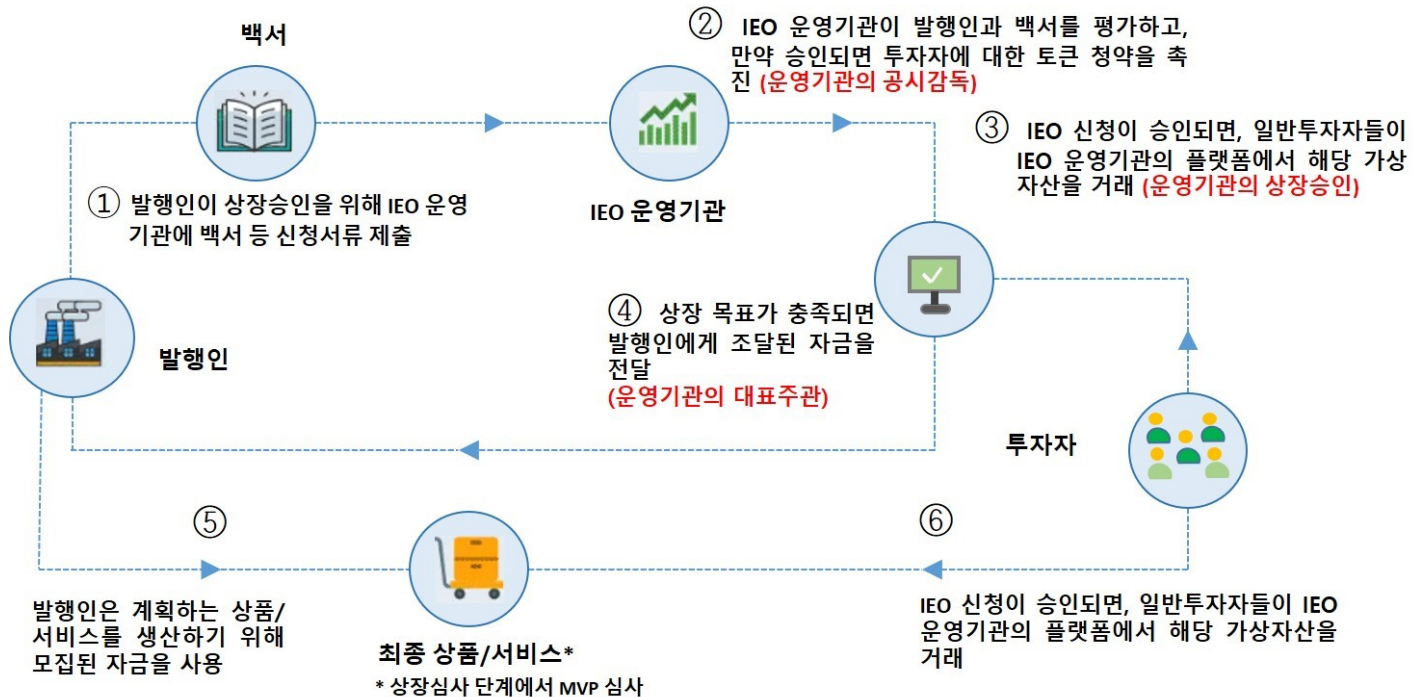 백서
② IEO 운영기관이 발행인과 백서를 평가하고,
만약 승인되면 투자자에 대한 토큰 청약을 촉
진 (운영기관의 공시감독)
③ IEO 신청이 승인되면, 일반투자자들이
IEO 운영기관의 플랫폼에서 해당 가상
자산을 거래 (운영기관의 상장승인)
① 발행인이 상장승인을 위해 IEO 운영
기관에 백서 등 신청서류 제출
IEO 운영기관
④ 상장 목표가 충족되면
발행인에게 조달된 자금을
전달
(운영기관의 대표주관)
발행인
투자자
⑤
⑥
발행인은 계획하는 상품/
서비스를 생산하기 위해
모집된 자금을 사용
IEO 신청이 승인되면, 일반투자자들이 IEO
운영기관의 플랫폼에서 해당 가상자산을
거래
최종 상품/서비스*
* 상장심사 단계에서 MVP 심사